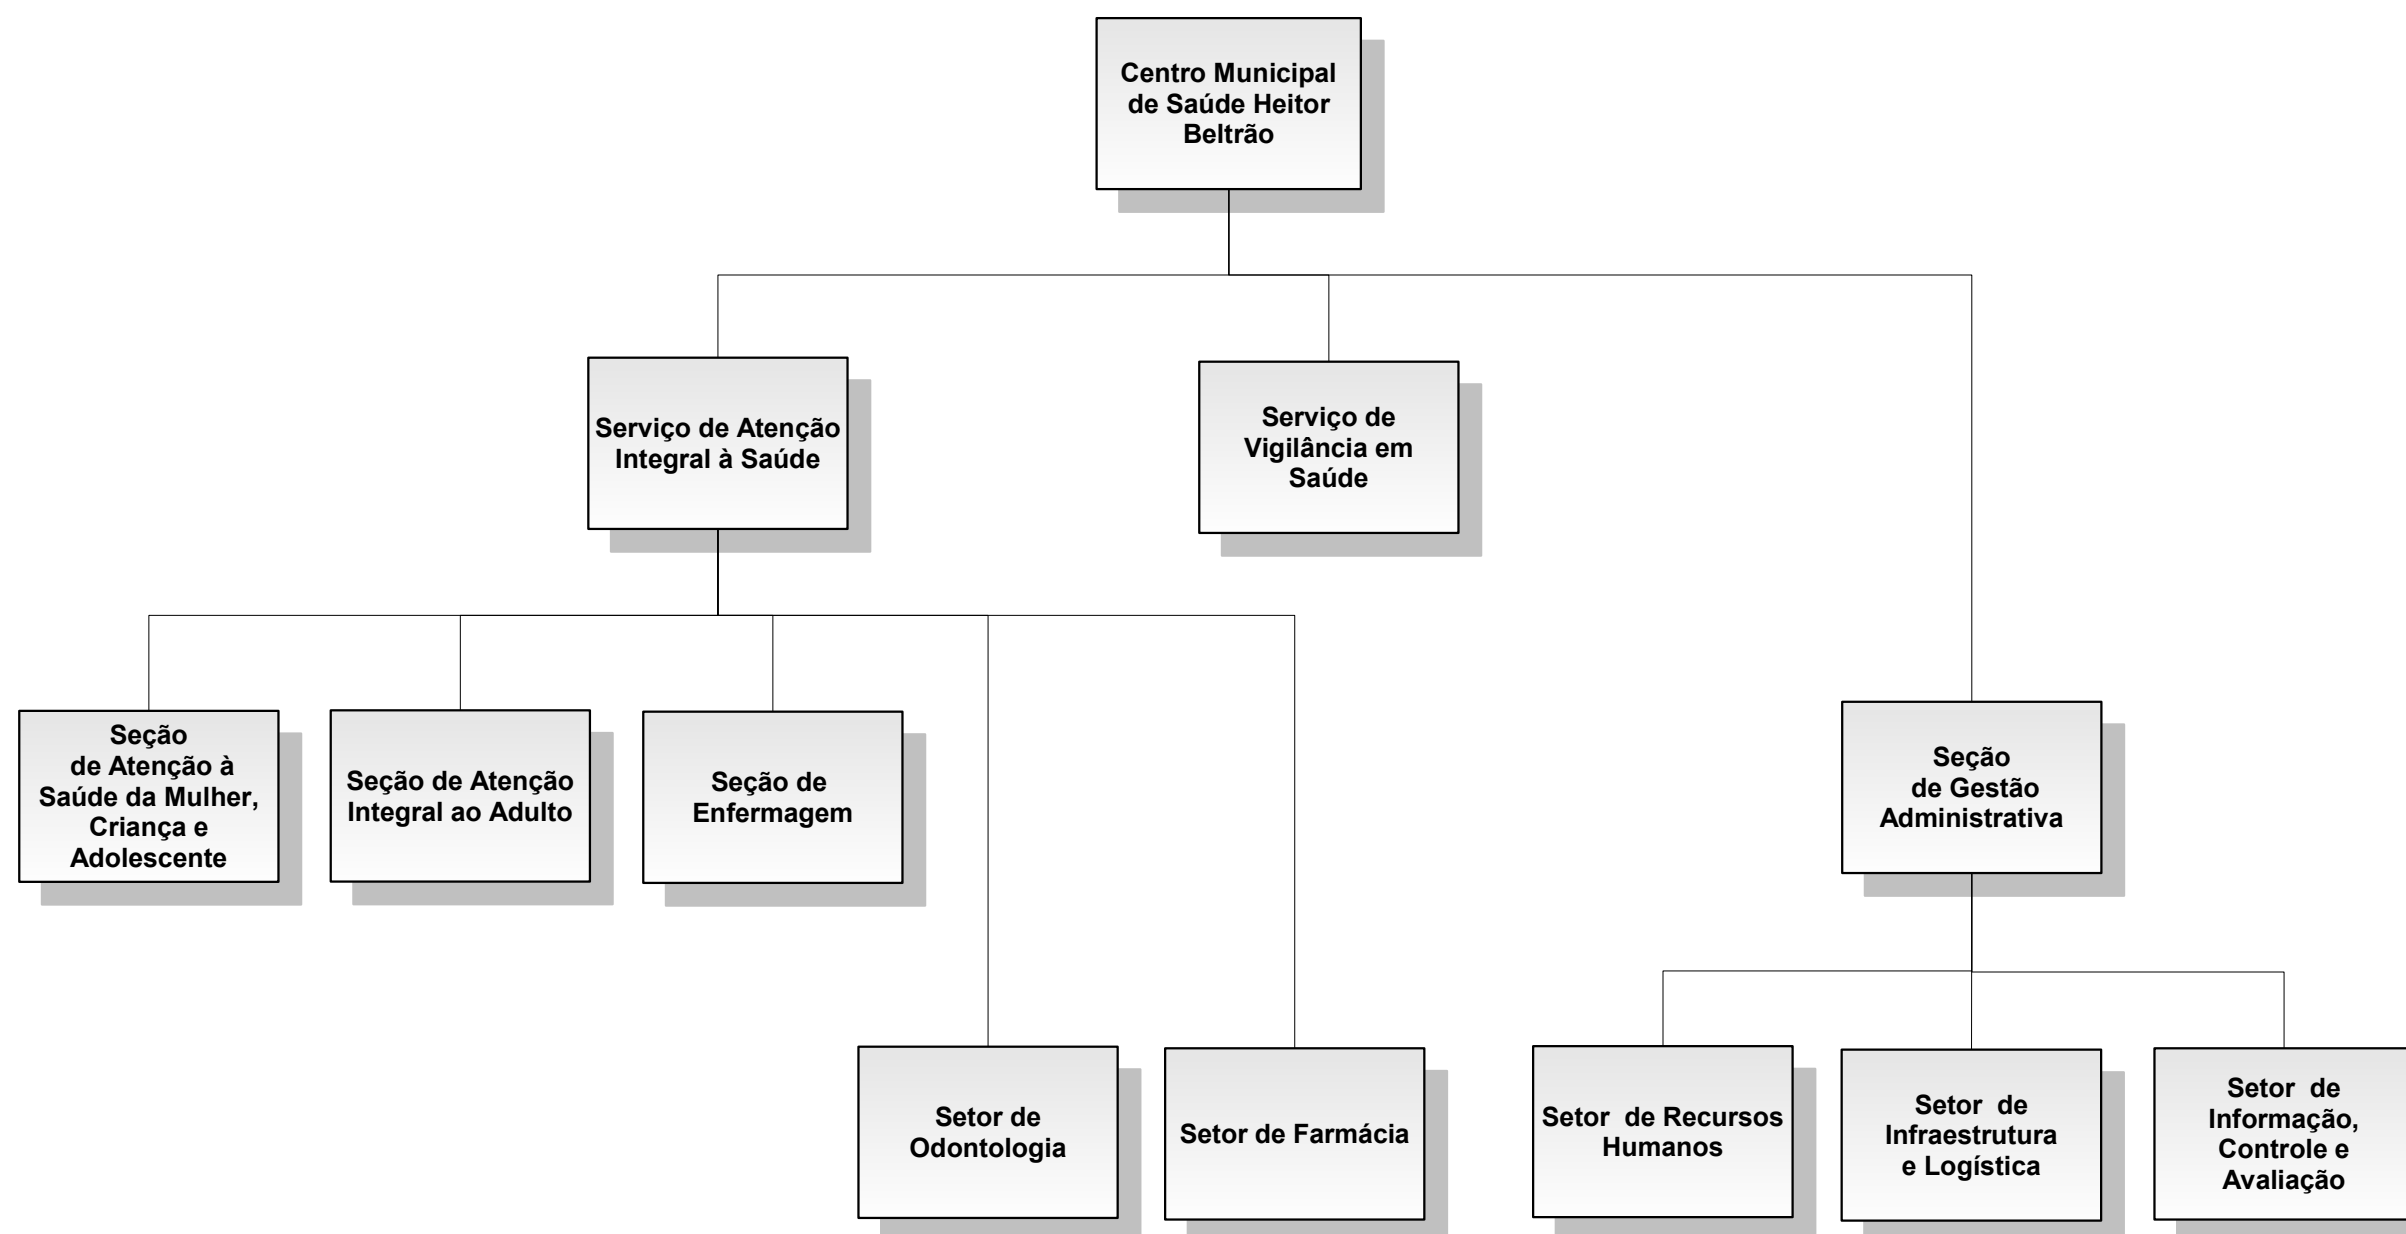 Centro Municipal
de Saúde Heitor
Beltrão
Serviço de Atenção
Integral à Saúde
Serviço de
Vigilância em
Saúde
Seção
de Atenção à
Saúde da Mulher,
Criança e
Adolescente
Seção de Atenção
Integral ao Adulto
Seção de
Enfermagem
Seção
de Gestão
Administrativa
Setor de
Odontologia
Setor de Farmácia
Setor de Recursos
Humanos
Setor de
Infraestrutura
e Logística
Setor de
Informação,
Controle e
Avaliação